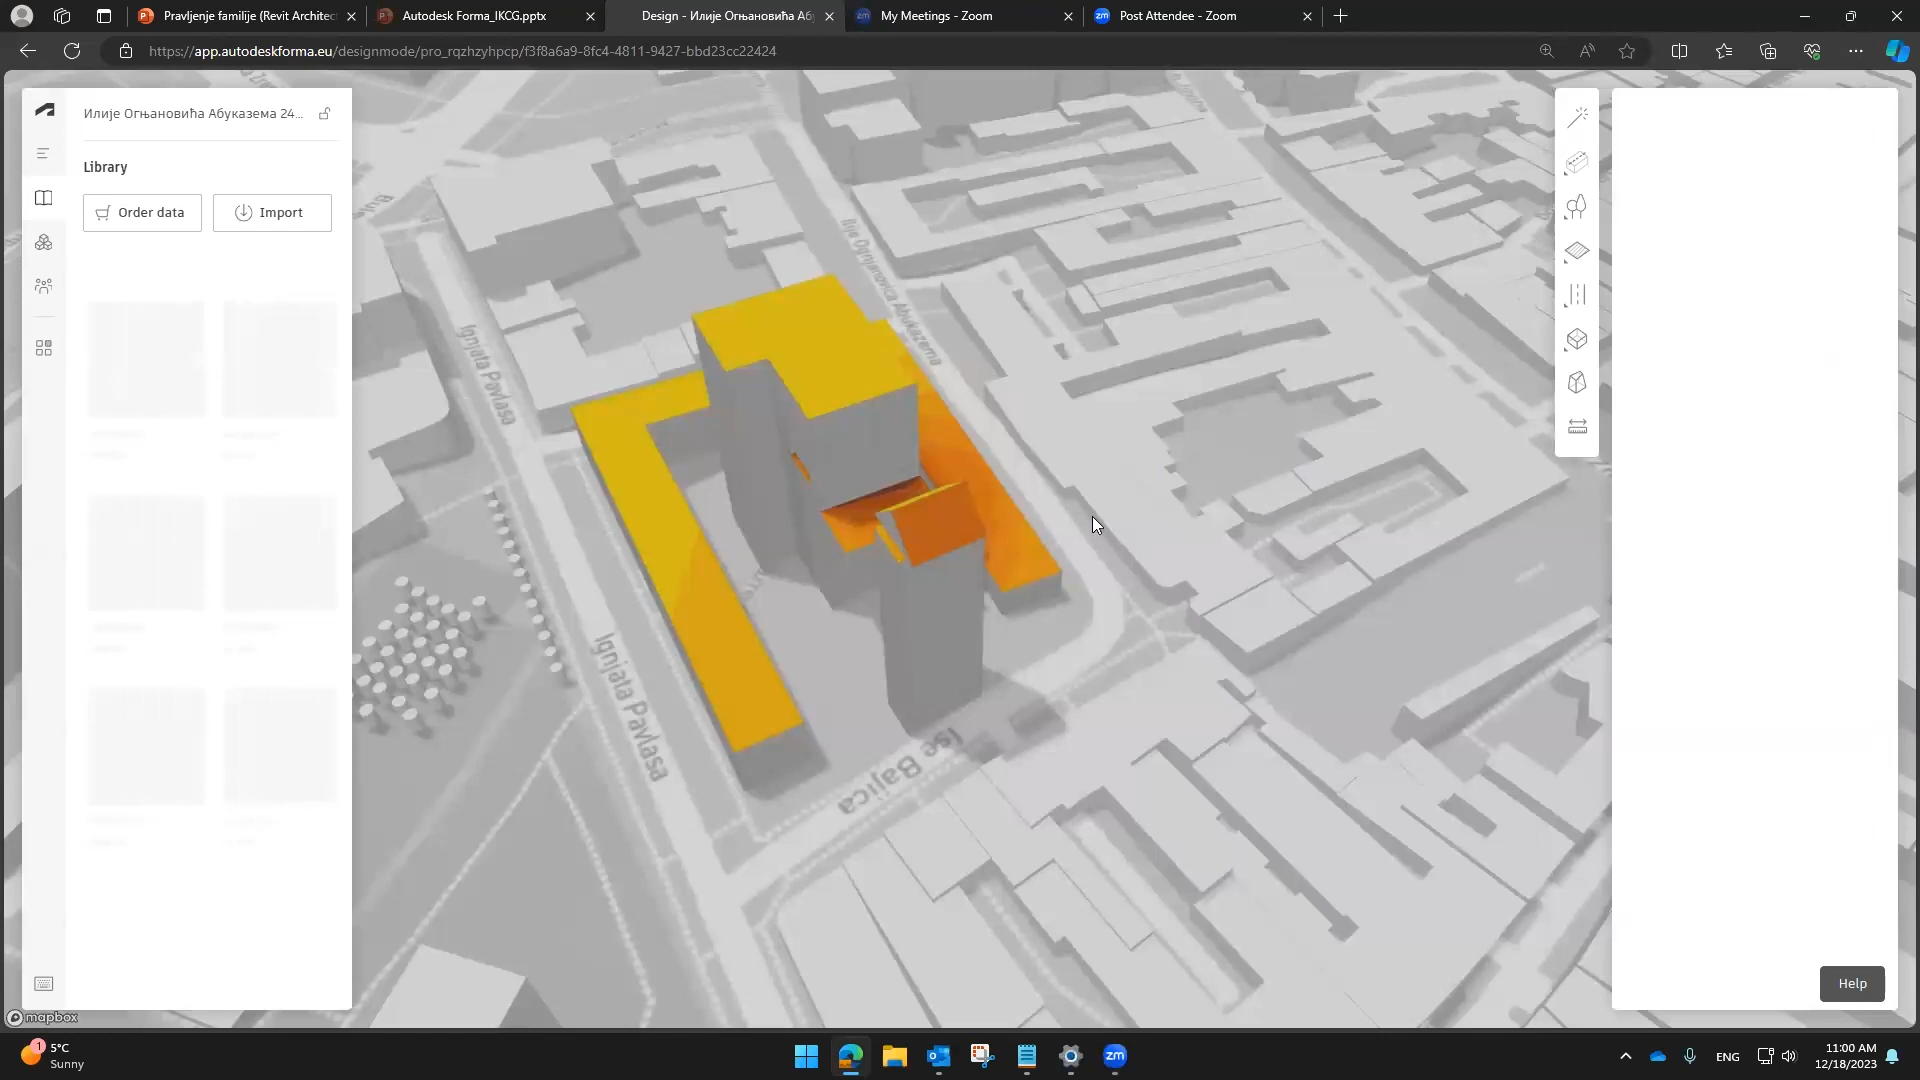 Pravljenje familije (Revit Architec
Autodesk Forma_IKCG.pptx
Design - Илије Огњановића Аб
My Meetings - Zoom
Post Attendee - Zoom
https://app.autodeskforma.eu/designmode/pro_rqzhzyhpcp/f3f8a6a9-8fc4-4811-9427-bbd23cc22424
Илије Огњановића Абуказема 24...
Library
Order data
Import
Ilije Ognjanovića Abukazema
Ignjata Pavlasa
Ignjata Pavlasa
Ise Bajića
Help
mapbox
1
5°C
Sunny
zm
ENG
11:00 AM
12/18/2023